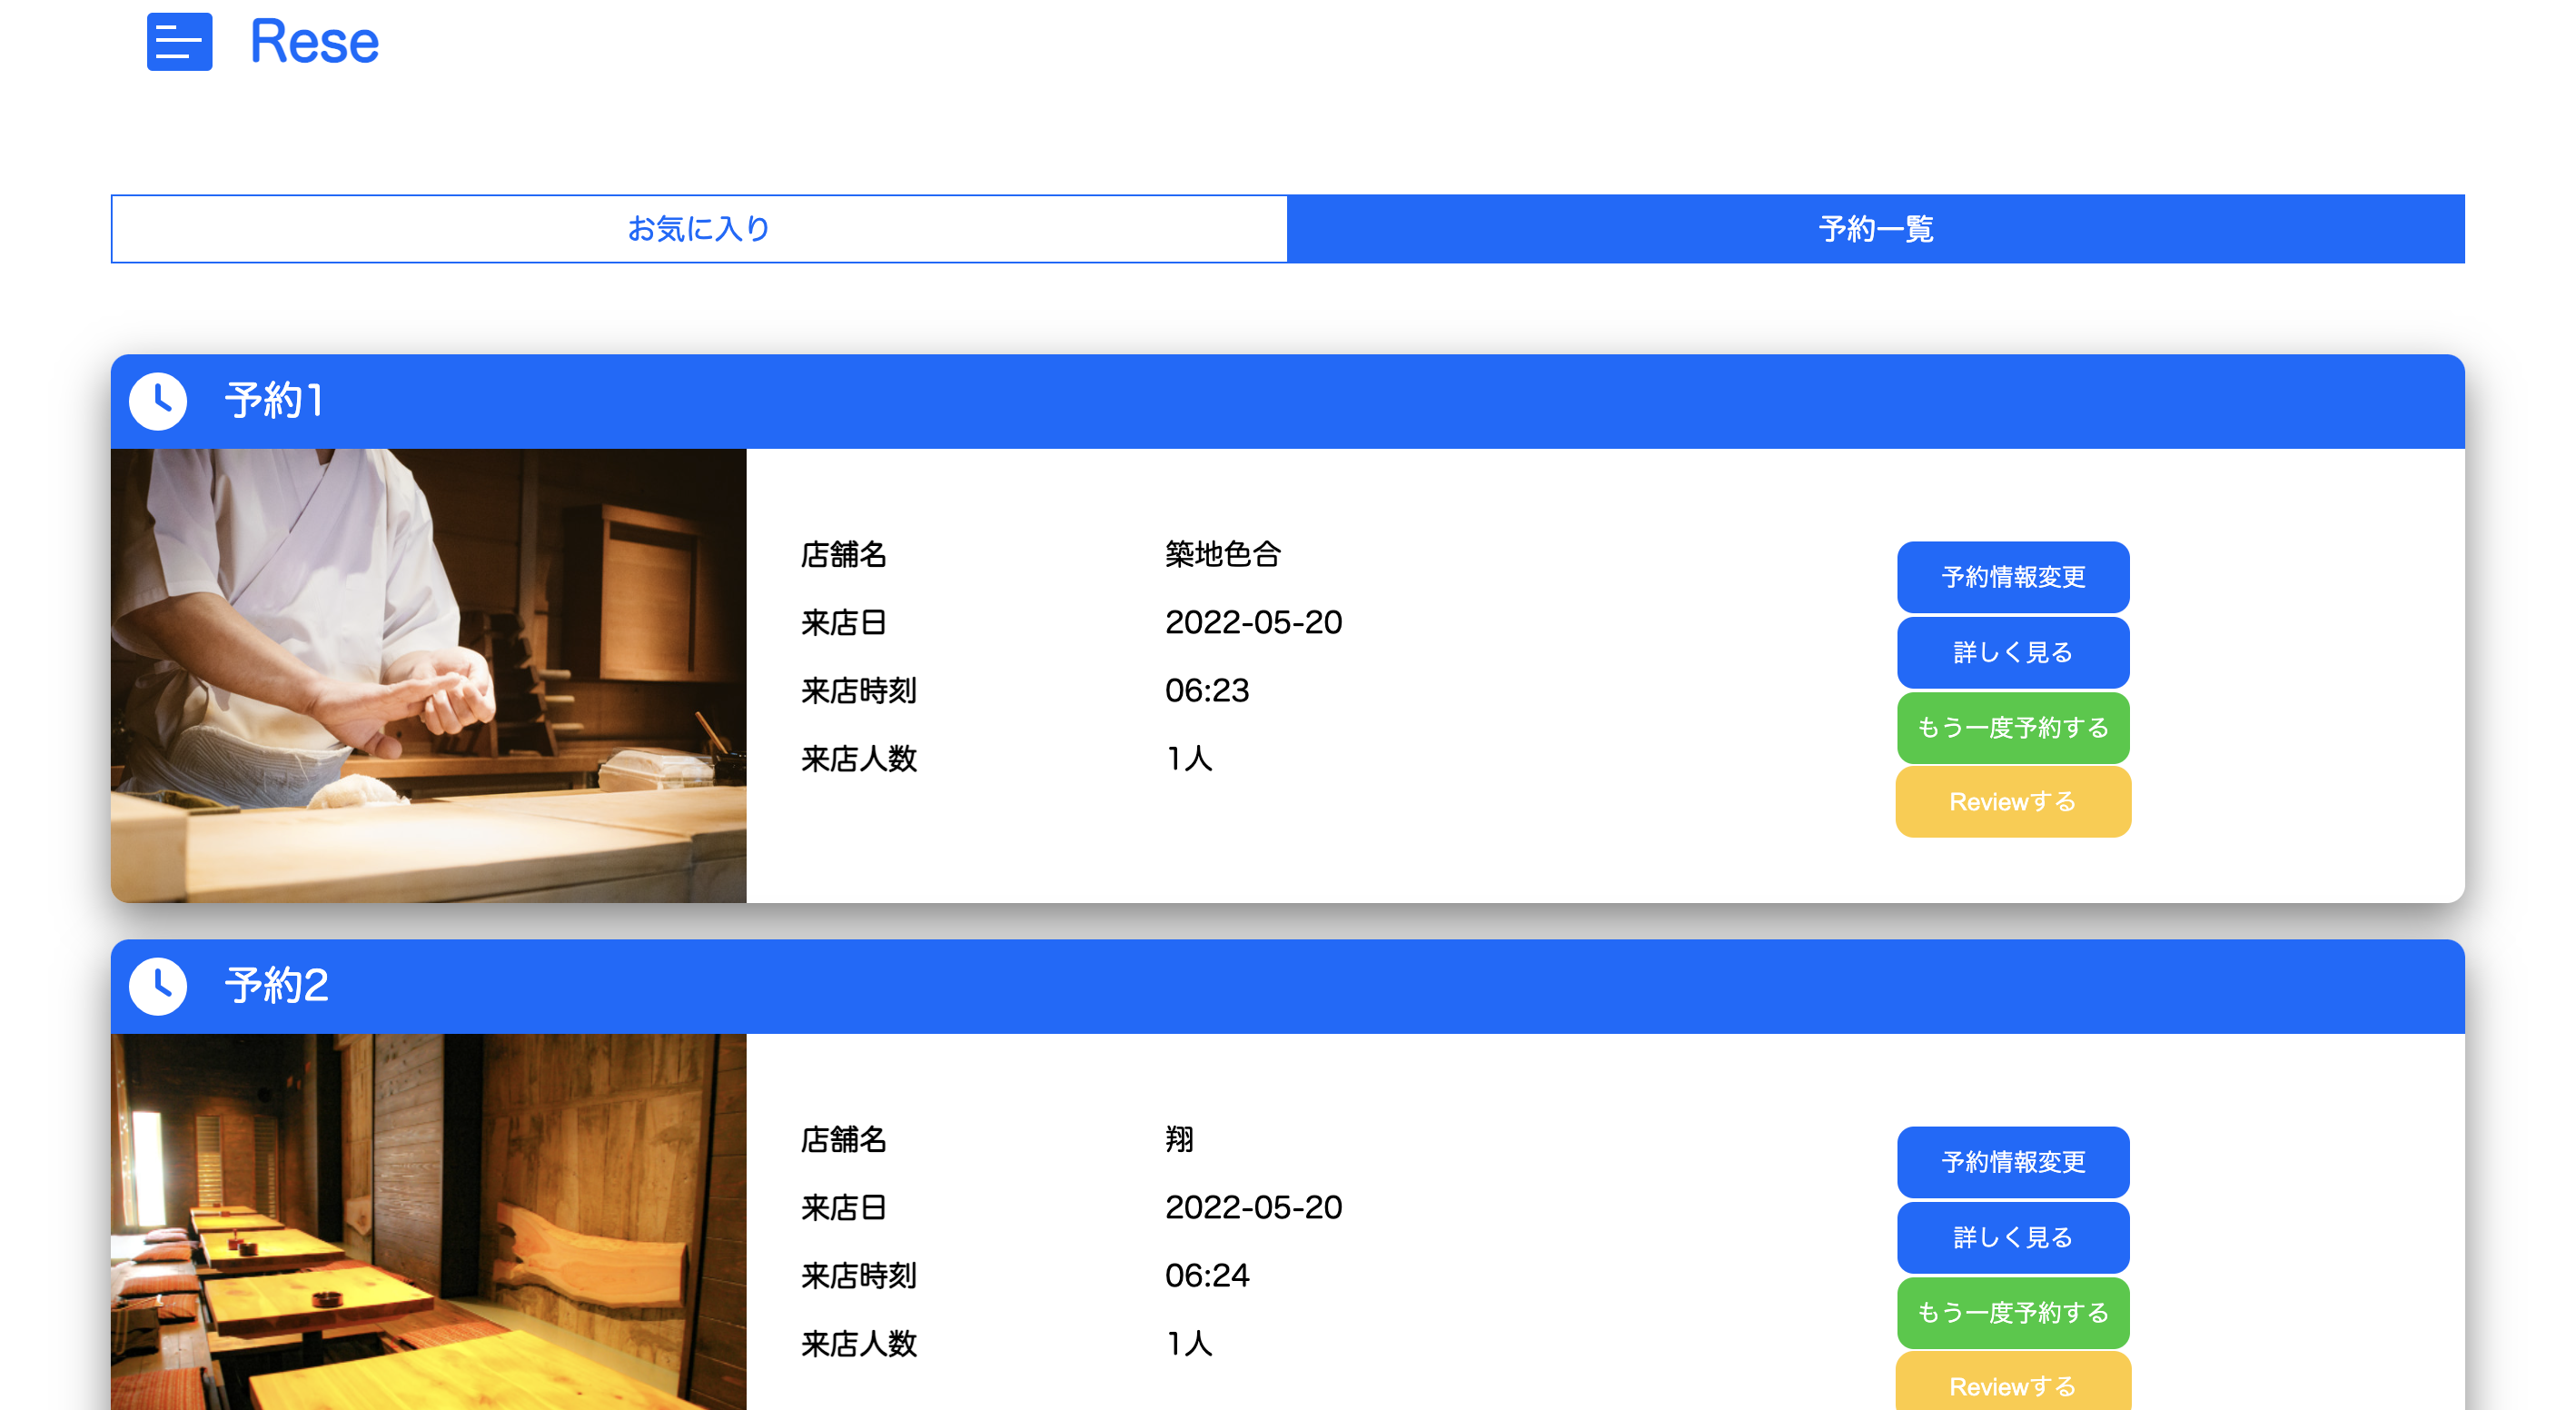 Rese
お気に入り
予約一覧
予約1
店舗名 築地色合
来店日 2022-05-20
来店時刻 06:23
来店人数 1人
予約情報変更
詳しく見る
もう一度予約する
Reviewする
予約2
店舗名 翔
来店日 2022-05-20
来店時刻 06:24
来店人数 1人
予約情報変更
詳しく見る
もう一度予約する
Reviewする